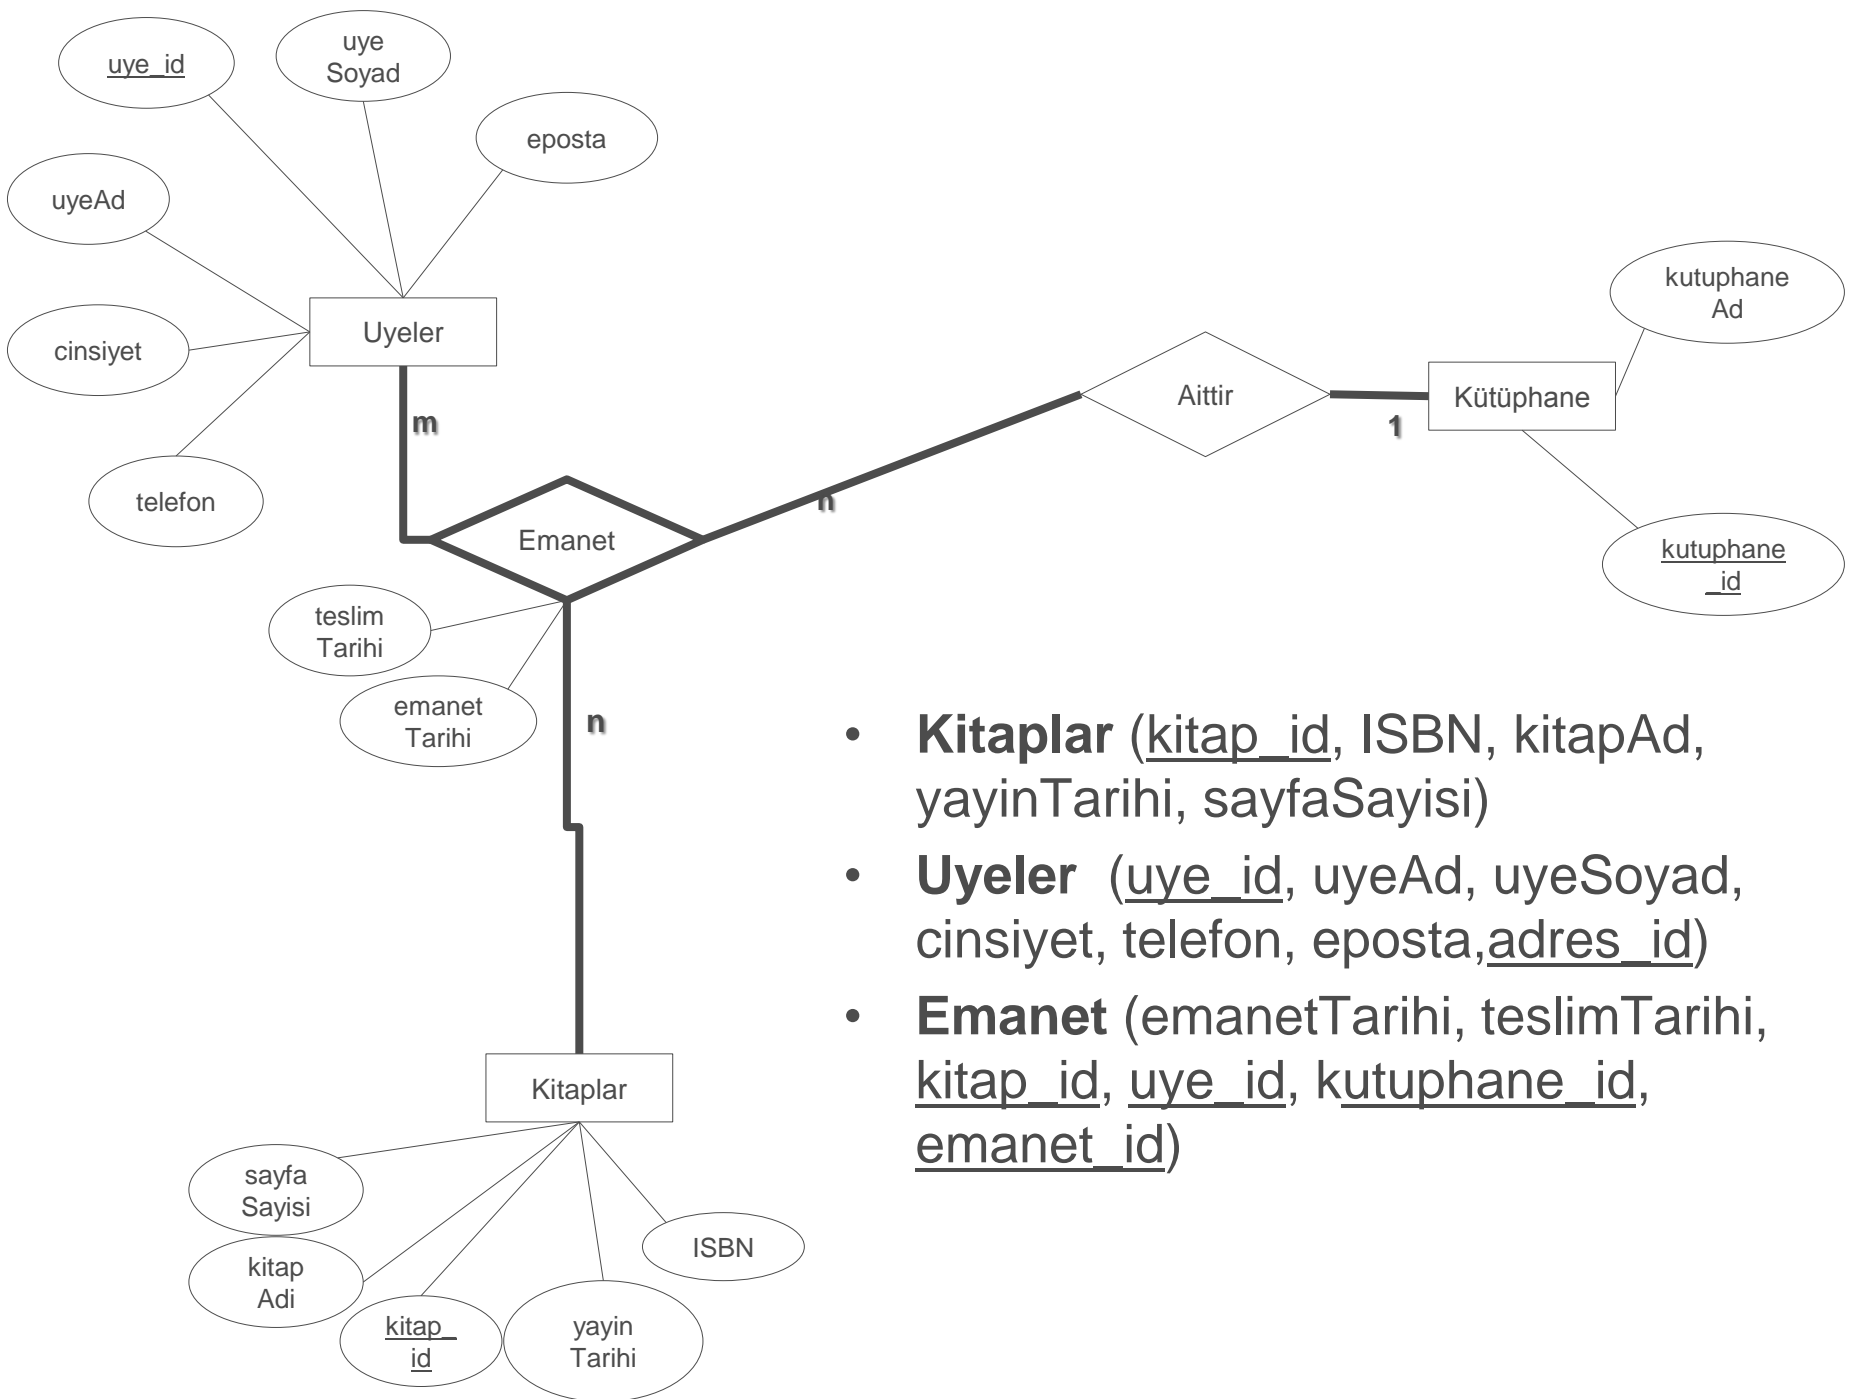 uye_id
uye
Soyad
eposta
uyeAd
cinsiyet
telefon
Uyeler
m
Emanet
teslim
Tarihi
emanet
Tarihi
n
n
Aittir
1
Kütüphane
kutuphane
Ad
kutuphane
_id
Kitaplar
sayfa
Sayisi
kitap
Adi
kitap_
id
yayin
Tarihi
ISBN
• Kitaplar (kitap_id, ISBN, kitapAd,
yayinTarihi, sayfaSayisi)
• Uyeler (uye_id, uyeAd, uyeSoyad,
cinsiyet, telefon, eposta,adres_id)
• Emanet (emanetTarihi, teslimTarihi,
kitap_id, uye_id, kutuphane_id,
emanet_id)